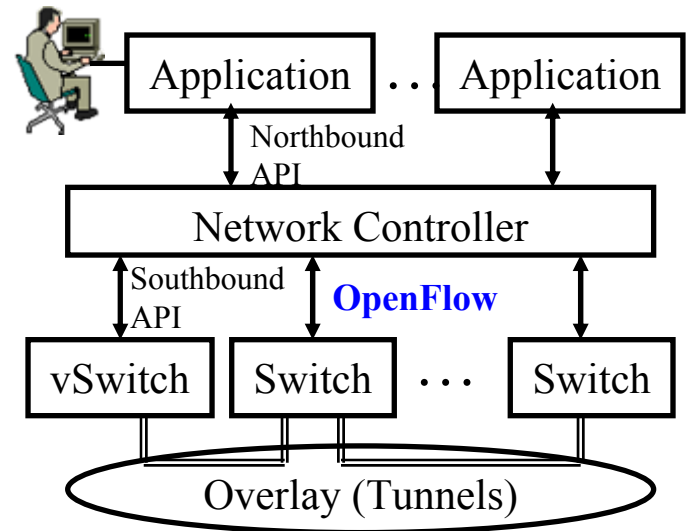 Application ... Application
Northbound
API
Network Controller
Southbound
API
OpenFlow
vSwitch Switch ... Switch
Overlay (Tunnels)